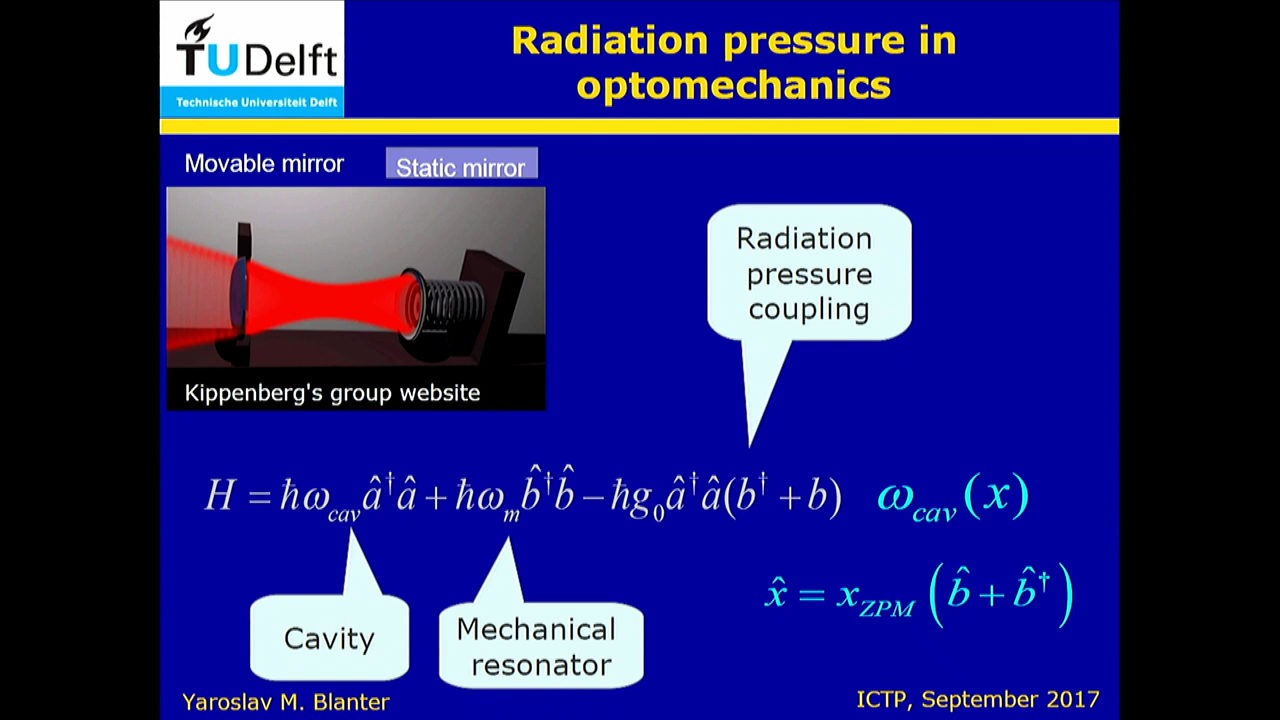 TUDelft
Technische Universiteit Delft
Radiation pressure in
optomechanics
Movable mirror
Static mirror
Kippenberg's group website
Radiation
pressure
coupling
H = ħω_cav â†â + ħω_m b̂†b̂ − ħg₀â†â(b† + b)   ω_cav(x)
x̂ = x_ZPM (b̂ + b̂†)
Cavity
Mechanical
resonator
Yaroslav M. Blanter
ICTP, September 2017